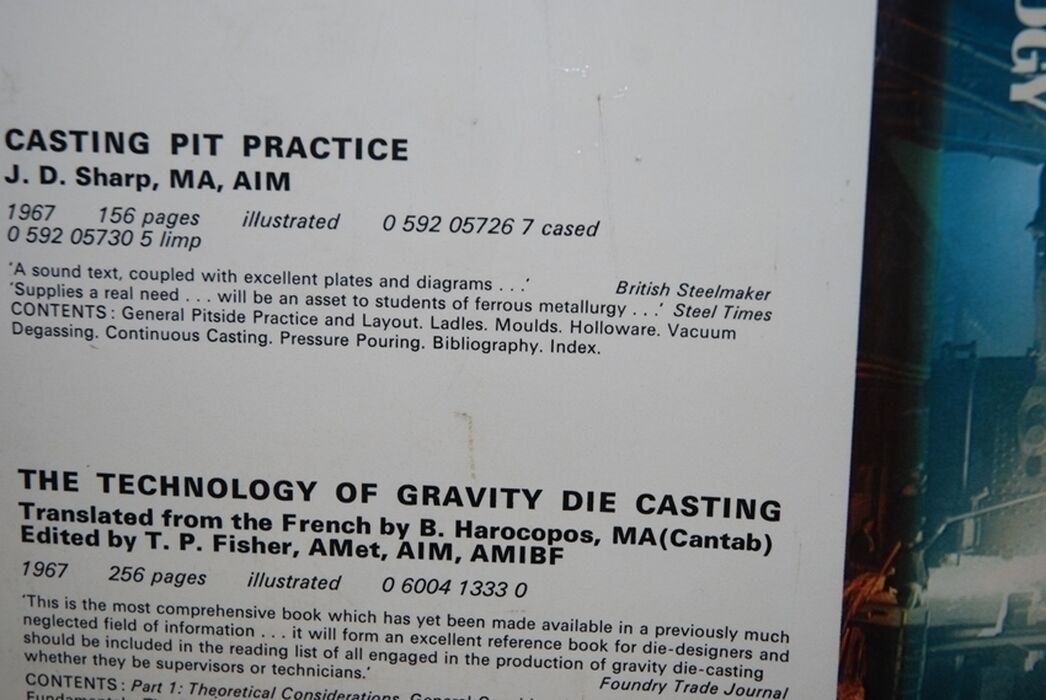 CASTING PIT PRACTICE
J. D. Sharp, MA, AIM
1967 156 pages illustrated 0 592 05726 7 cased
0 592 05730 5 limp
'A sound text, coupled with excellent plates and diagrams . . .' British Steelmaker
'Supplies a real need . . . will be an asset to students of ferrous metallurgy . . .' Steel Times
CONTENTS: General Pitside Practice and Layout. Ladles. Moulds. Holloware. Vacuum
Degassing. Continuous Casting. Pressure Pouring. Bibliography. Index.
THE TECHNOLOGY OF GRAVITY DIE CASTING
Translated from the French by B. Harocopos, MA(Cantab)
Edited by T. P. Fisher, AMet, AIM, AMIBF
1967 256 pages illustrated 0 6004 1333 0
'This is the most comprehensive book which has yet been made available in a previously much
neglected field of information . . . it will form an excellent reference book for die-designers and
should be included in the reading list of all engaged in the production of gravity die-casting
whether they be supervisors or technicians.' Foundry Trade Journal
CONTENTS: Part 1: Theoretical Considerations. General
OGY